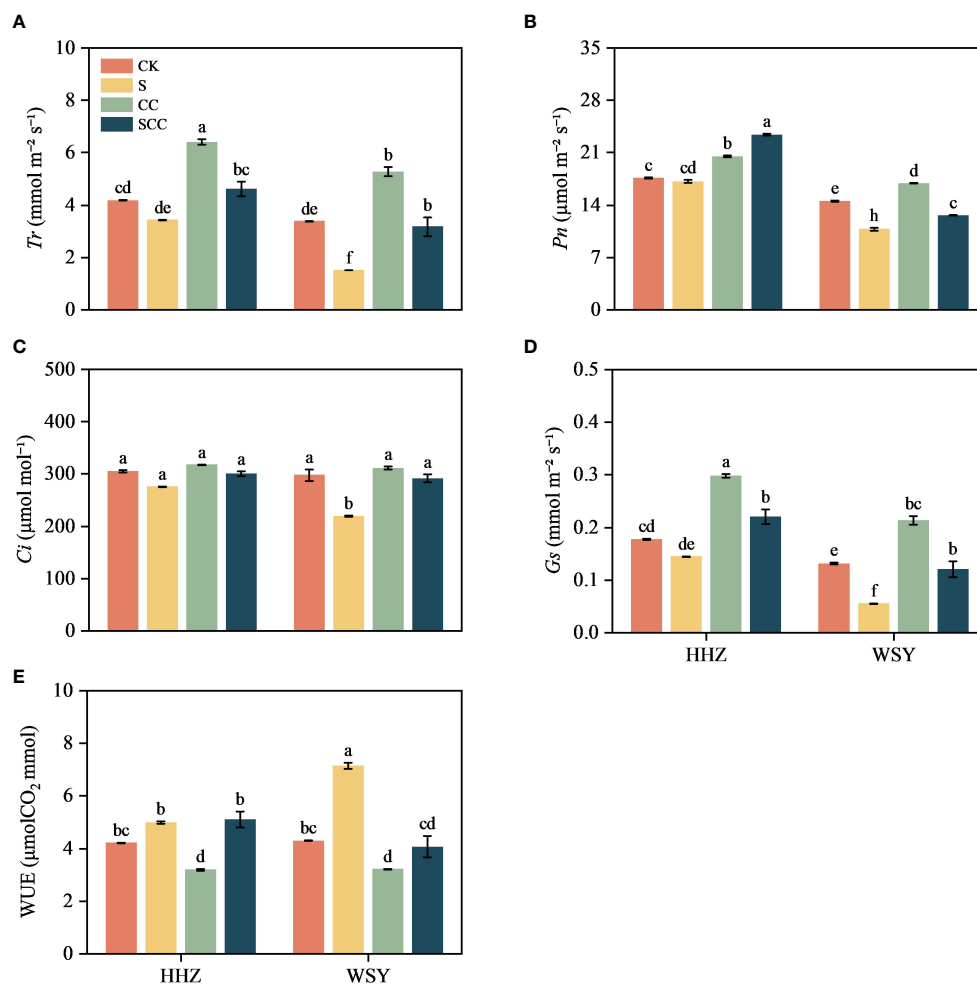 A
10
8
6
4
2
0
Tr (mmol m⁻² s⁻¹)
CK
S
CC
SCC
cd
de
a
bc
de
f
b
b
B
35
28
21
14
7
0
Pn (µmol m⁻² s⁻¹)
c
cd
b
a
e
h
d
c
C
500
400
300
200
100
0
Ci (µmol mol⁻¹)
a
a
a
a
a
b
a
a
D
0.5
0.4
0.3
0.2
0.1
0.0
Gs (mmol m⁻² s⁻¹)
cd
de
a
b
e
f
bc
b
HHZ
WSY
E
10
8
6
4
2
0
WUE (µmolCO₂ mmol)
bc
b
d
b
bc
a
d
cd
HHZ
WSY